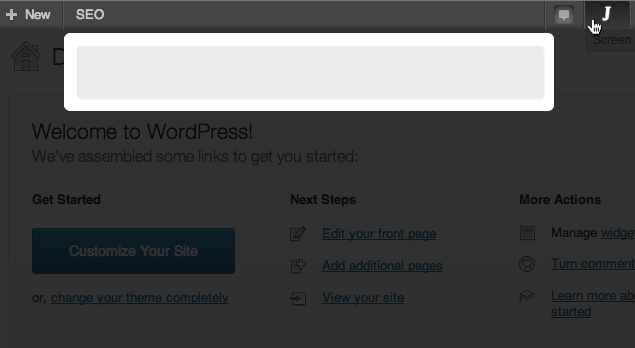 New SEO J
Screen
D
Welcome to WordPress!
We've assembled some links to get you started:
Get Started Next Steps More Actions
Customize Your Site Edit your front page Manage widge
Add additional pages Turn comment
or, change your theme completely View your site Learn more ab
started